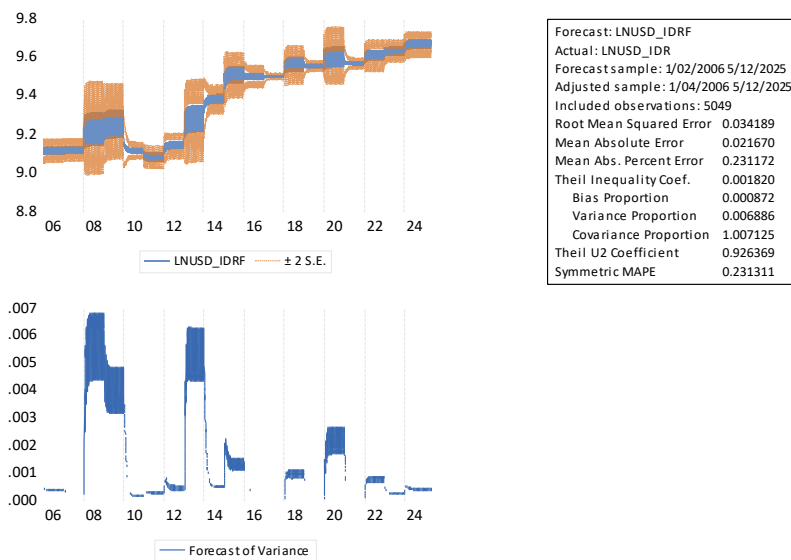 9.8
9.6
9.4
9.2
9.0
8.8
06 08 10 12 14 16 18 20 22 24
LNUSD_IDRF ± 2 S.E.
Forecast: LNUSD_IDRF
Actual: LNUSD_IDR
Forecast sample: 1/02/2006 5/12/2025
Adjusted sample: 1/04/2006 5/12/2025
Included observations: 5049
Root Mean Squared Error 0.034189
Mean Absolute Error 0.021670
Mean Abs. Percent Error 0.231172
Theil Inequality Coef. 0.001820
Bias Proportion 0.000872
Variance Proportion 0.006886
Covariance Proportion 1.007125
Theil U2 Coefficient 0.926369
Symmetric MAPE 0.231311
.007
.006
.005
.004
.003
.002
.001
.000
06 08 10 12 14 16 18 20 22 24
Forecast of Variance